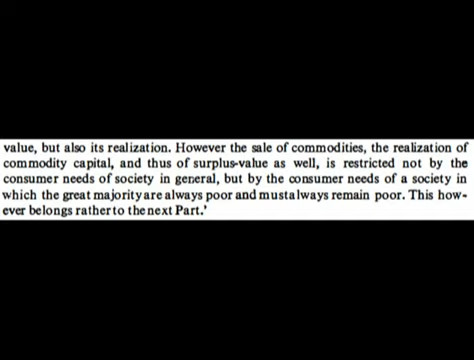 value, but also its realization. However the sale of commodities, the realization of
commodity capital, and thus of surplus-value as well, is restricted not by the
consumer needs of society in general, but by the consumer needs of a society in
which the great majority are always poor and must always remain poor. This how-
ever belongs rather to the next Part.'